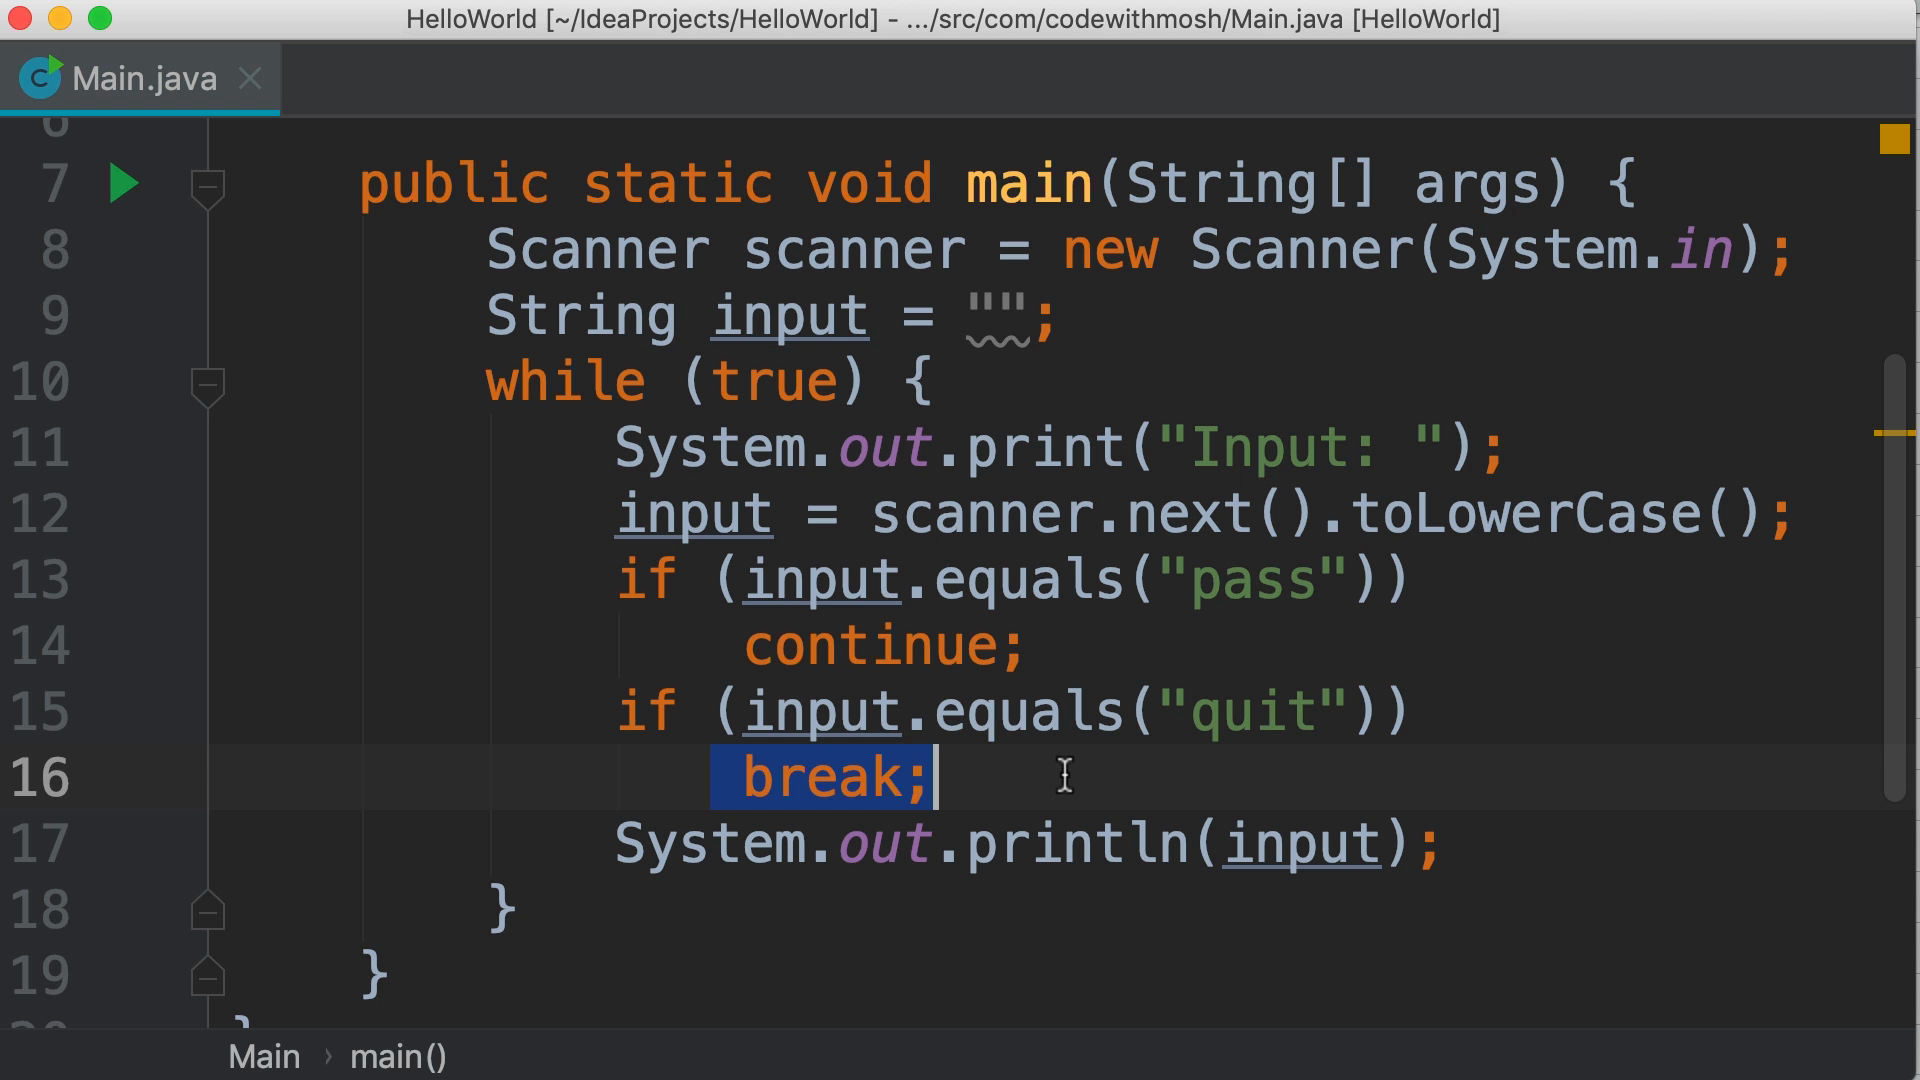 HelloWorld [~/IdeaProjects/HelloWorld] - .../src/com/codewithmosh/Main.java [HelloWorld]
C Main.java
6
7 public static void main(String[] args) {
8 Scanner scanner = new Scanner(System.in);
9 String input = "";
10 while (true) {
11 System.out.print("Input: ");
12 input = scanner.next().toLowerCase();
13 if (input.equals("pass"))
14 continue;
15 if (input.equals("quit"))
16 break;
17 System.out.println(input);
18 }
19 }
20 }
Main › main()